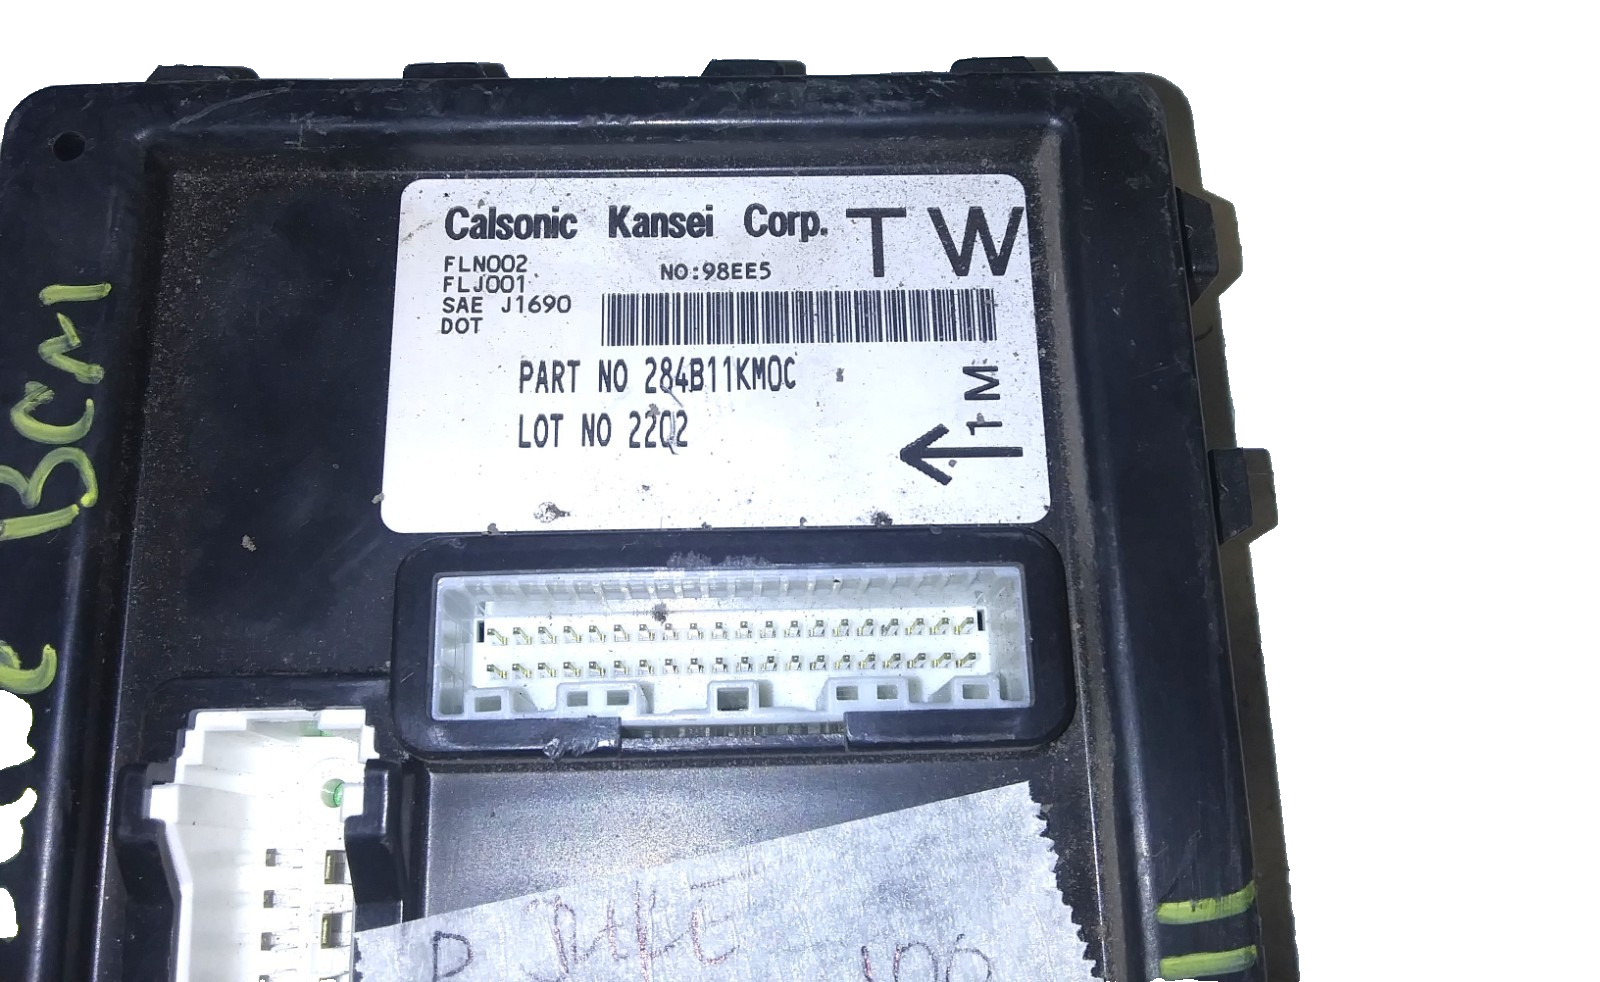 Calsonic Kansei Corp. TW
FLN002
FLJ001
SAE J1690
DOT
NO:98EE5
PART NO 284B11KM0C
LOT NO 22Q2
1M
BCM